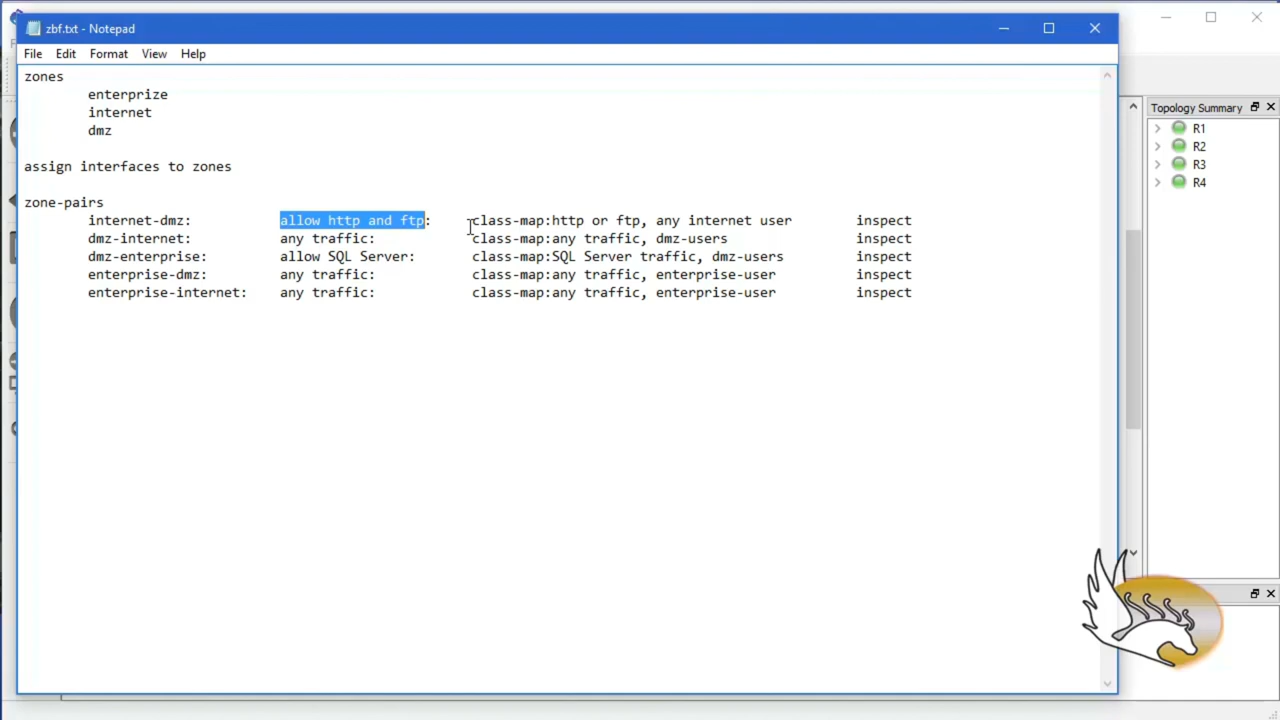 zbf.txt - Notepad
File Edit Format View Help
zones
enterprize
internet
dmz
assign interfaces to zones
zone-pairs
internet-dmz: allow http and ftp: class-map:http or ftp, any internet user inspect
dmz-internet: any traffic: class-map:any traffic, dmz-users inspect
dmz-enterprise: allow SQL Server: class-map:SQL Server traffic, dmz-users inspect
enterprise-dmz: any traffic: class-map:any traffic, enterprise-user inspect
enterprise-internet: any traffic: class-map:any traffic, enterprise-user inspect
Topology Summary
R1
R2
R3
R4